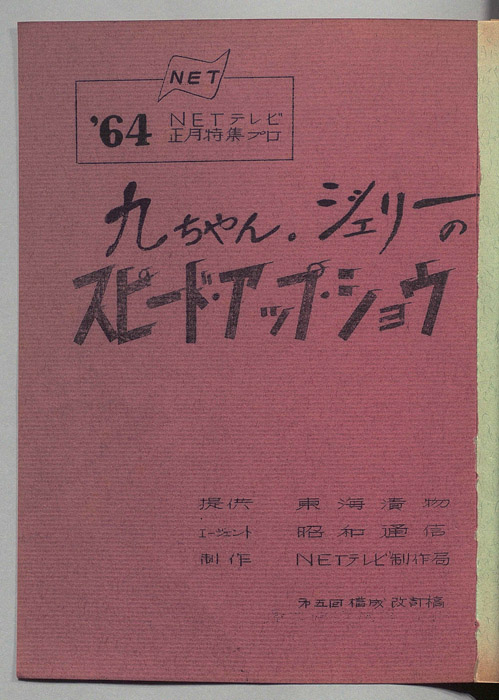 NET
'64
NETテレビ
正月特集プロ
九ちゃん・ジェリーの
スピード・アップ・ショウ
提供 東海漬物
エージェント 昭和通信
制作 NETテレビ制作局
第五回構成改訂稿